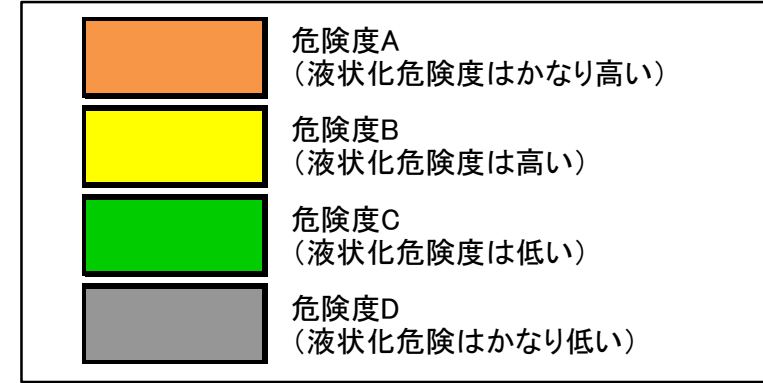 危険度A
（液状化危険度はかなり高い）
危険度B
（液状化危険度は高い）
危険度C
（液状化危険度は低い）
危険度D
（液状化危険はかなり低い）